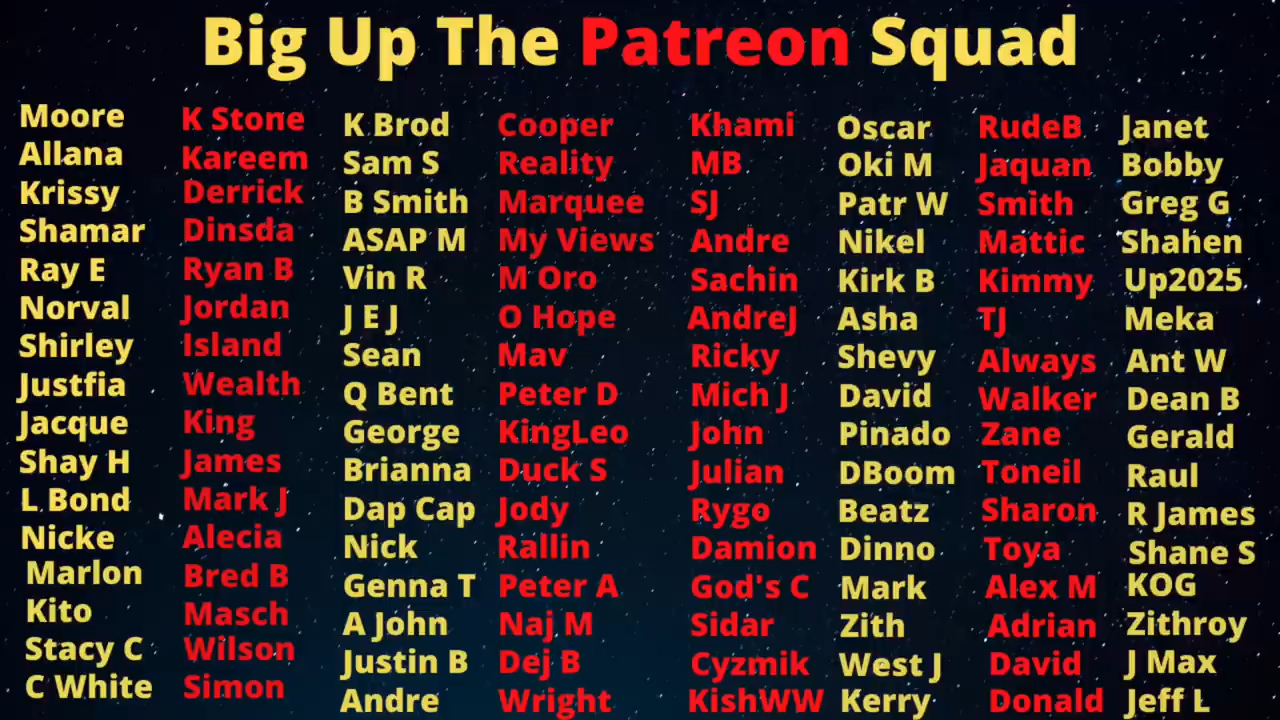 Big Up The Patreon Squad
Moore
Allana
Krissy
Shamar
Ray E
Norval
Shirley
Justfia
Jacque
Shay H
L Bond
Nicke
Marlon
Kito
Stacy C
C White
K Stone
Kareem
Derrick
Dinsda
Ryan B
Jordan
Island
Wealth
King
James
Mark J
Alecia
Bred B
Masch
Wilson
Simon
K Brod
Sam S
B Smith
ASAP M
Vin R
J E J
Sean
Q Bent
George
Brianna
Dap Cap
Nick
Genna T
A John
Justin B
Andre
Cooper
Reality
Marquee
My Views
M Oro
O Hope
Mav
Peter D
KingLeo
Duck S
Jody
Rallin
Peter A
Naj M
Dej B
Wright
Khami
MB
SJ
Andre
Sachin
AndreJ
Ricky
Mich J
John
Julian
Rygo
Damion
God's C
Sidar
Cyzmik
KishWW
Oscar
Oki M
Patr W
Nikel
Kirk B
Asha
Shevy
David
Pinado
DBoom
Beatz
Dinno
Mark
Zith
West J
Kerry
RudeB
Jaquan
Smith
Mattic
Kimmy
TJ
Always
Walker
Zane
Toneil
Sharon
Toya
Alex M
Adrian
David
Donald
Janet
Bobby
Greg G
Shahen
Up2025
Meka
Ant W
Dean B
Gerald
Raul
R James
Shane S
KOG
Zithroy
J Max
Jeff L